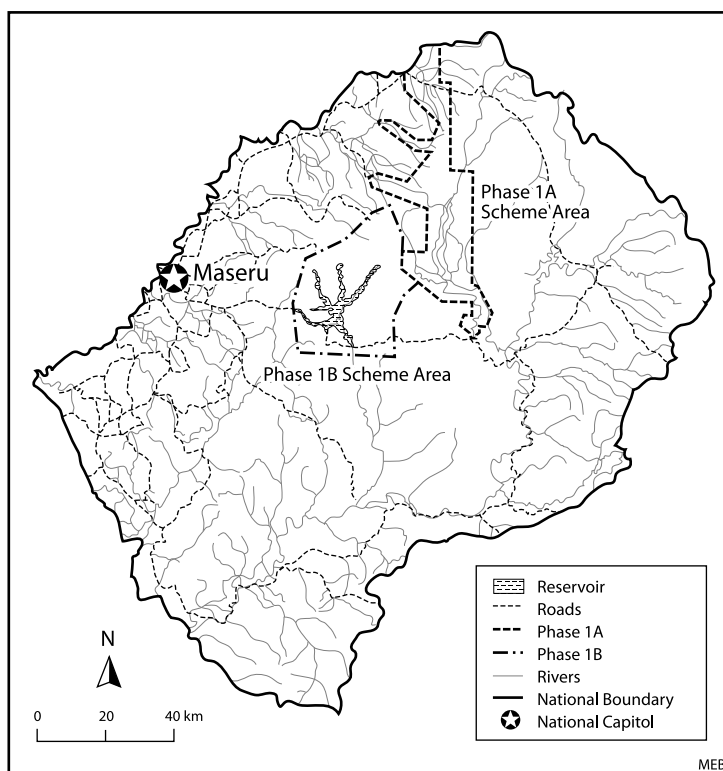 Phase 1A
Scheme Area
Maseru
Phase 1B Scheme Area
N
0 20 40 km
Reservoir
Roads
Phase 1A
Phase 1B
Rivers
National Boundary
National Capitol
MEE